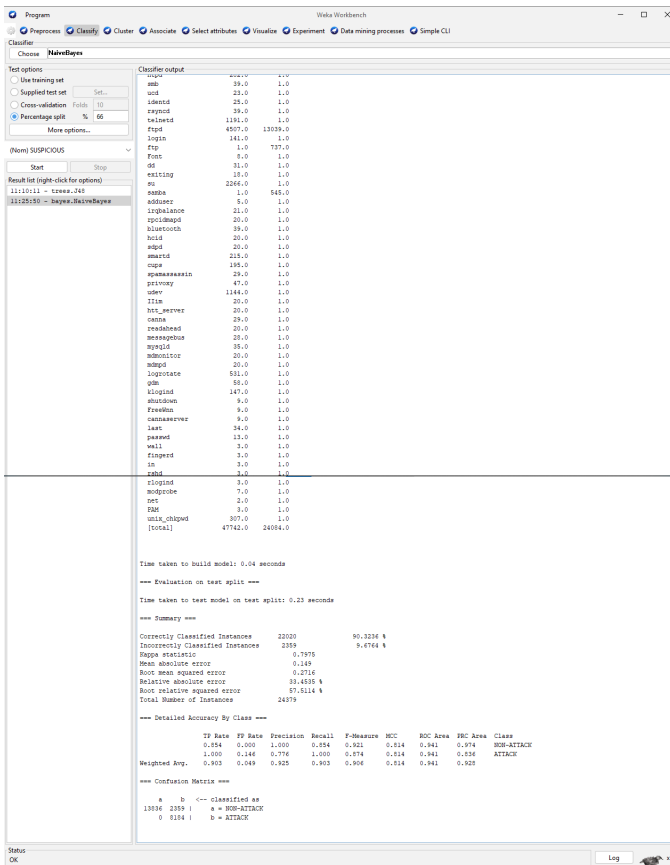 Program
Weka Workbench
Preprocess Classify Cluster Associate Select attributes Visualize Experiment Data mining processes Simple CLI
Classifier
Choose NaiveBayes
Test options
Use training set
Supplied test set Set...
Cross-validation Folds 10
Percentage split % 66
More options...
(Nom) SUSPICIOUS
Start Stop
Result list (right-click for options)
11:10:11 - trees.J48
11:25:50 - bayes.NaiveBayes
Classifier output
smb 39.0 1.0
ucd 23.0 1.0
identd 25.0 1.0
rsyncd 39.0 1.0
telnetd 1191.0 1.0
ftpd 4507.0 13039.0
login 141.0 1.0
ftp 1.0 737.0
Font 8.0 1.0
dd 31.0 1.0
exiting 18.0 1.0
su 2266.0 1.0
samba 1.0 545.0
adduser 5.0 1.0
irqbalance 21.0 1.0
rpcidmapd 20.0 1.0
bluetooth 39.0 1.0
hcid 20.0 1.0
sdpd 20.0 1.0
smartd 215.0 1.0
cups 195.0 1.0
spamassassin 29.0 1.0
privoxy 47.0 1.0
udev 1144.0 1.0
IIim 20.0 1.0
htt_server 20.0 1.0
canna 29.0 1.0
readahead 20.0 1.0
messagebus 28.0 1.0
mysqld 35.0 1.0
mdmonitor 20.0 1.0
mdmpd 20.0 1.0
logrotate 531.0 1.0
gdm 58.0 1.0
klogind 147.0 1.0
shutdown 9.0 1.0
FreeWnn 9.0 1.0
cannaserver 9.0 1.0
last 34.0 1.0
passwd 13.0 1.0
wall 3.0 1.0
fingerd 3.0 1.0
in 3.0 1.0
rshd 3.0 1.0
rlogind 3.0 1.0
modprobe 7.0 1.0
net 2.0 1.0
PAM 3.0 1.0
unix_chkpwd 307.0 1.0
[total] 47742.0 24084.0
Time taken to build model: 0.04 seconds
=== Evaluation on test split ===
Time taken to test model on test split: 0.23 seconds
=== Summary ===
Correctly Classified Instances 22020 90.3236 %
Incorrectly Classified Instances 2359 9.6764 %
Kappa statistic 0.7975
Mean absolute error 0.149
Root mean squared error 0.2716
Relative absolute error 33.4535 %
Root relative squared error 57.5114 %
Total Number of Instances 24379
=== Detailed Accuracy By Class ===
TP Rate FP Rate Precision Recall F-Measure MCC ROC Area PRC Area Class
0.854 0.000 1.000 0.854 0.921 0.814 0.941 0.974 NON-ATTACK
1.000 0.146 0.776 1.000 0.874 0.814 0.941 0.836 ATTACK
Weighted Avg. 0.903 0.049 0.925 0.903 0.906 0.814 0.941 0.928
=== Confusion Matrix ===
a b <-- classified as
13836 2359 | a = NON-ATTACK
0 8184 | b = ATTACK
Status
OK
Log